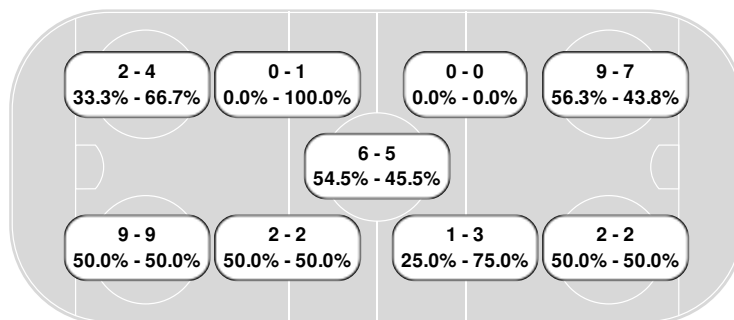 2 - 4
33.3% - 66.7%
0 - 1
0.0% - 100.0%
0 - 0
0.0% - 0.0%
9 - 7
56.3% - 43.8%
6 - 5
54.5% - 45.5%
9 - 9
50.0% - 50.0%
2 - 2
50.0% - 50.0%
1 - 3
25.0% - 75.0%
2 - 2
50.0% - 50.0%